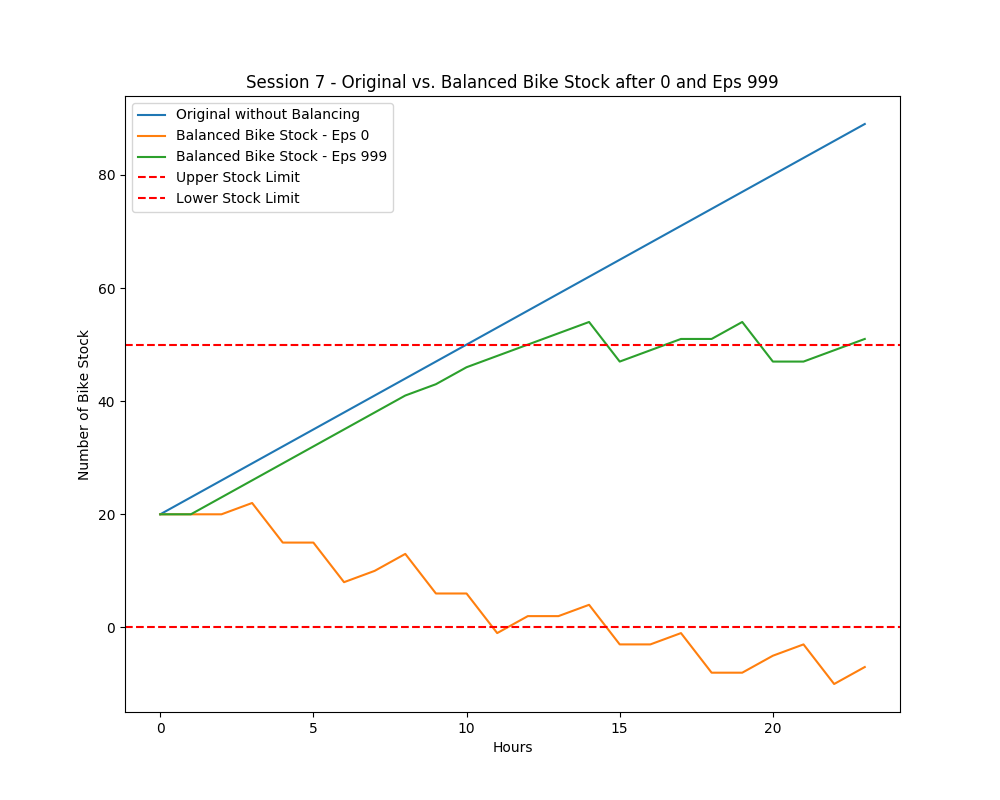 Session 7 - Original vs. Balanced Bike Stock after 0 and Eps 999
Original without Balancing
Balanced Bike Stock - Eps 0
Balanced Bike Stock - Eps 999
Upper Stock Limit
Lower Stock Limit
Number of Bike Stock
80
60
40
20
0
0 5 10 15 20
Hours